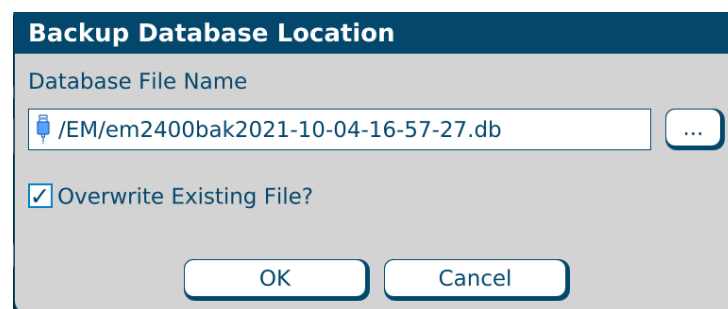 Backup Database Location
Database File Name
/EM/em2400bak2021-10-04-16-57-27.db
...
Overwrite Existing File?
OK
Cancel